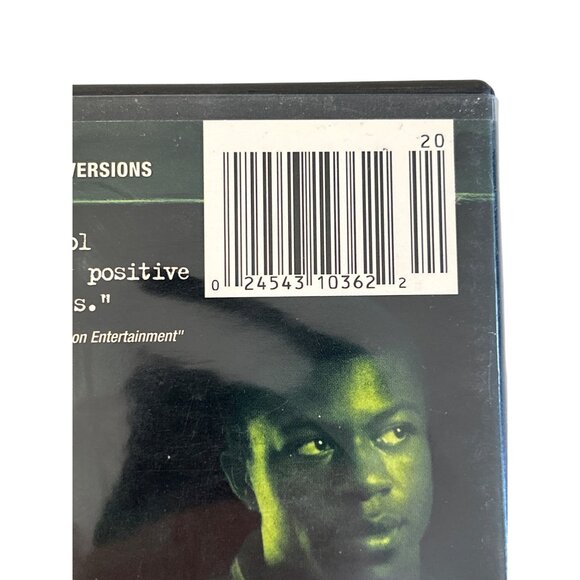 20
VERSIONS
ol
positive
s."
on Entertainment"
0 24543 10362 2